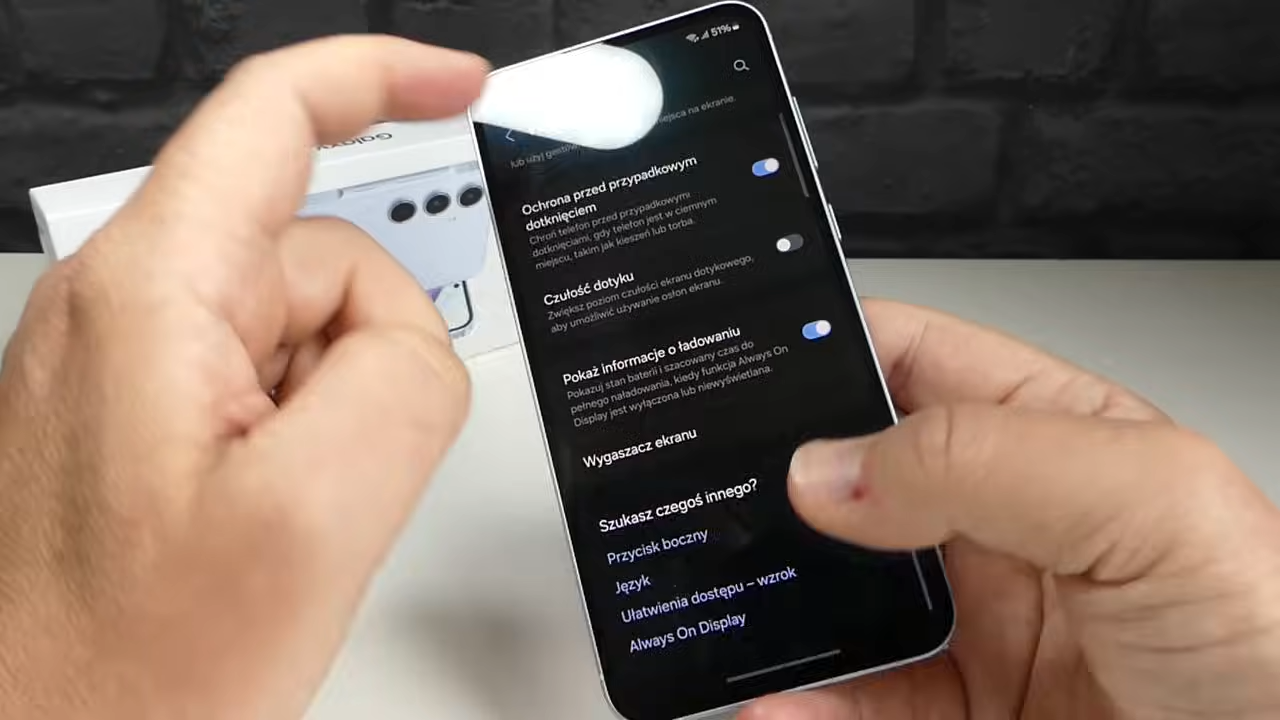 51%
lub użyj gestów
miejsca na ekranie.
Ochrona przed przypadkowym
dotknięciem
Chroń telefon przed przypadkowymi
dotknięciami, gdy telefon jest w ciemnym
miejscu, takim jak kieszeń lub torba.
Czułość dotyku
Zwiększ poziom czułości ekranu dotykowego,
aby umożliwić używanie osłon ekranu.
Pokaż informacje o ładowaniu
Pokazuj stan baterii i szacowany czas do
pełnego naładowania, kiedy funkcja Always On
Display jest wyłączona lub niewyświetlana.
Wygaszacz ekranu
Szukasz czegoś innego?
Przycisk boczny
Język
Ułatwienia dostępu – wzrok
Always On Display
Galaxy